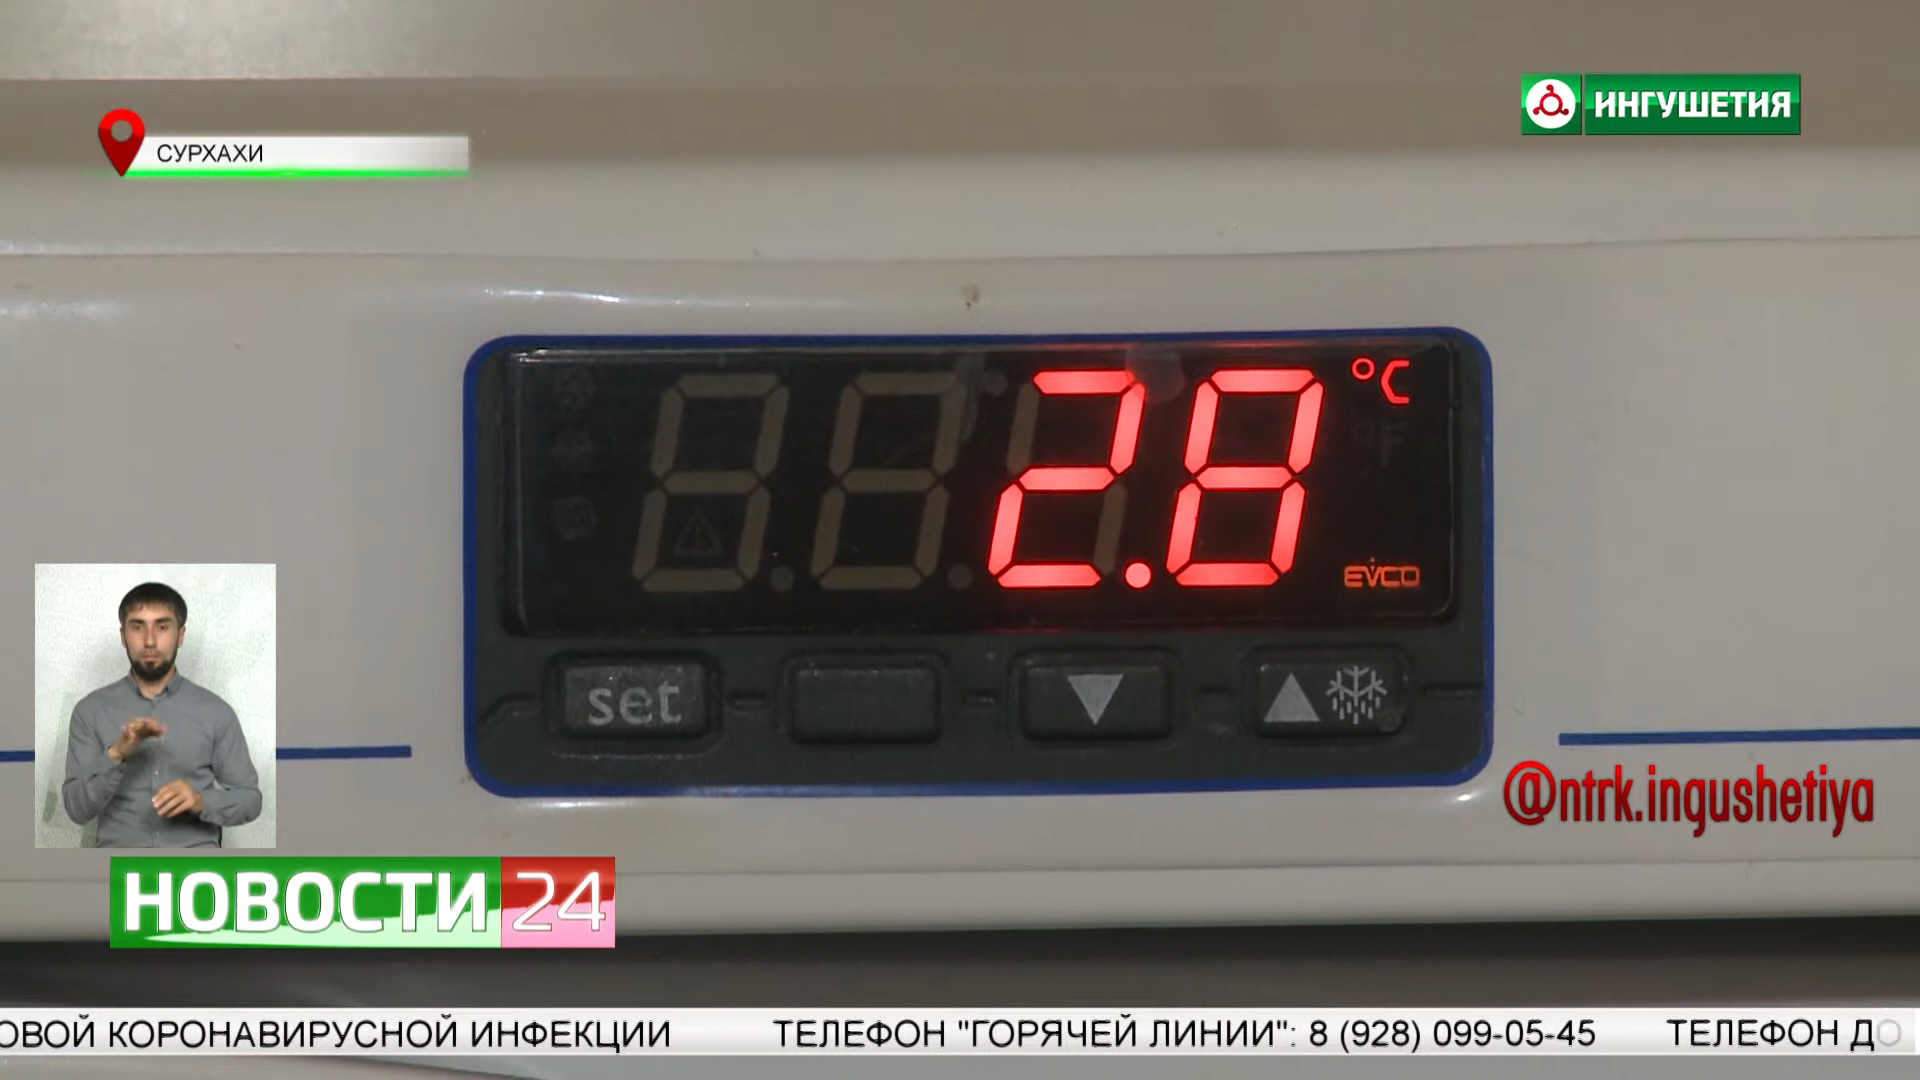 ИНГУШЕТИЯ
СУРХАХИ
2.8 °C
°F
EVCO
set
@ntrk.ingushetiya
НОВОСТИ 24
ОВОЙ КОРОНАВИРУСНОЙ ИНФЕКЦИИ ТЕЛЕФОН "ГОРЯЧЕЙ ЛИНИИ": 8 (928) 099-05-45 ТЕЛЕФОН ДО